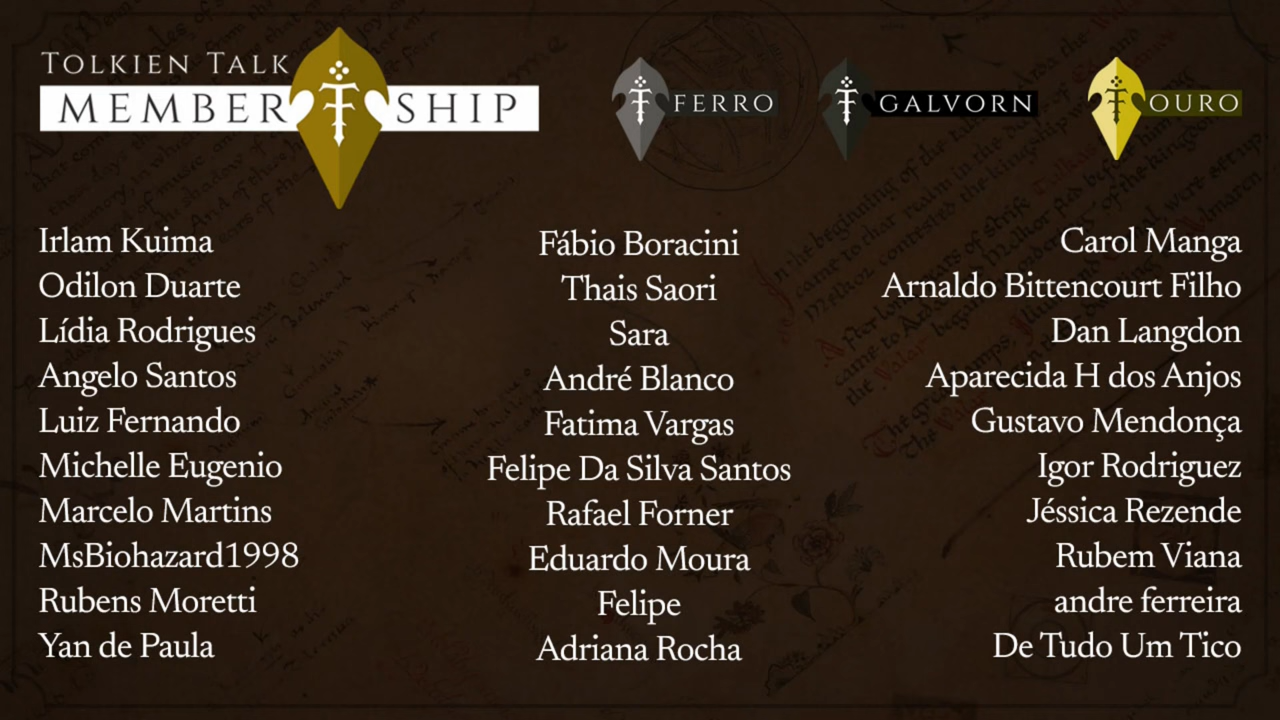 TOLKIEN TALK
MEMBER SHIP
FERRO
GALVORN
OURO
Irlam Kuima
Odilon Duarte
Lídia Rodrigues
Angelo Santos
Luiz Fernando
Michelle Eugenio
Marcelo Martins
MsBiohazard1998
Rubens Moretti
Yan de Paula
Fábio Boracini
Thais Saori
Sara
André Blanco
Fatima Vargas
Felipe Da Silva Santos
Rafael Forner
Eduardo Moura
Felipe
Adriana Rocha
Carol Manga
Arnaldo Bittencourt Filho
Dan Langdon
Aparecida H dos Anjos
Gustavo Mendonça
Igor Rodriguez
Jéssica Rezende
Rubem Viana
andre ferreira
De Tudo Um Tico